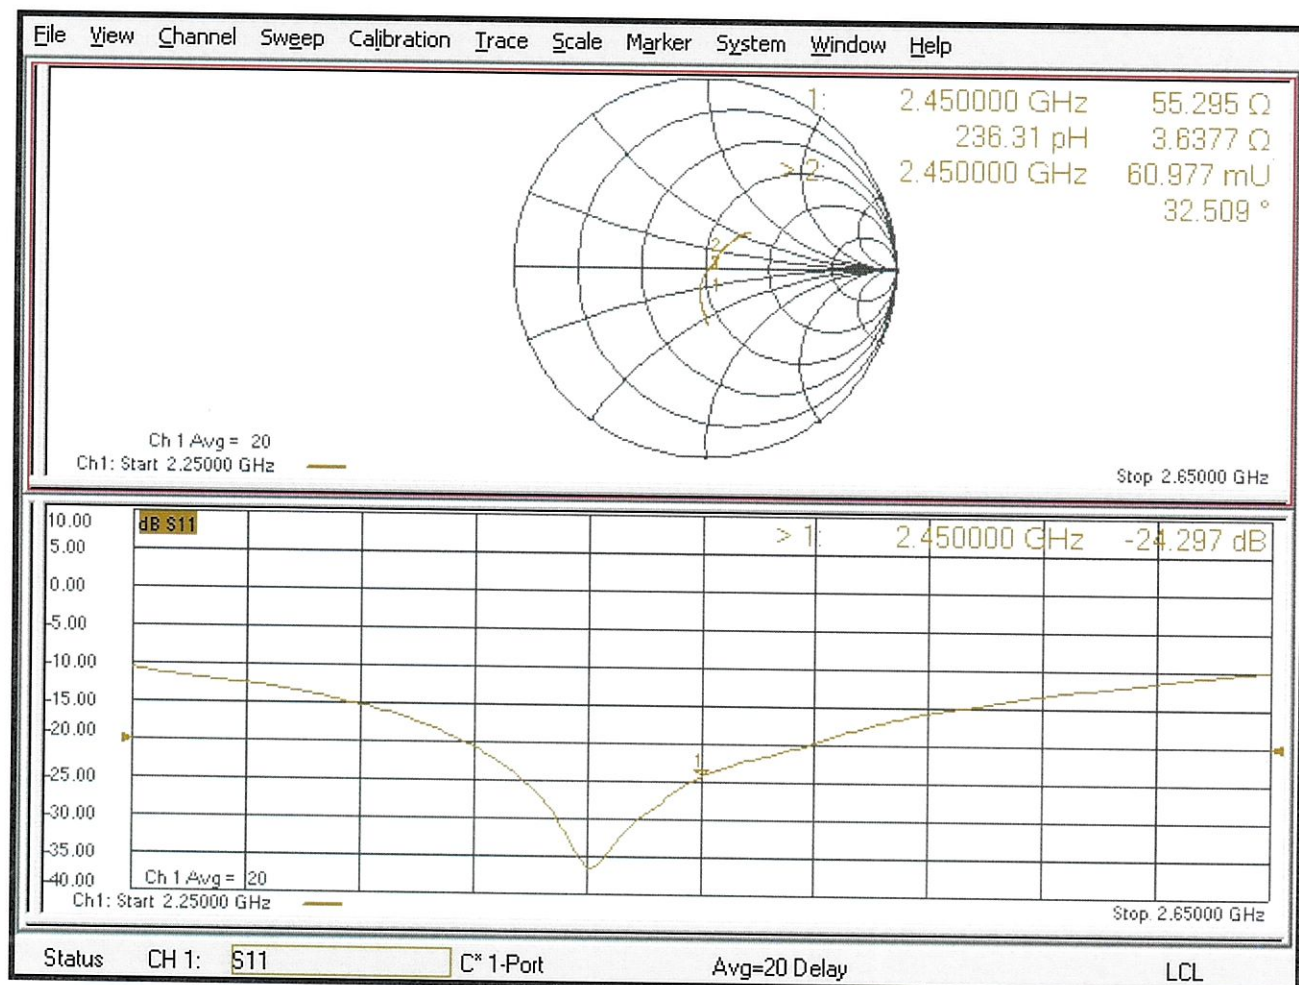 File View Channel Sweep Calibration Trace Scale Marker System Window Help
1: 2.450000 GHz 55.295 Ω
236.31 pH 3.6377 Ω
> 2: 2.450000 GHz 60.977 mU
32.509 °
2
1
Ch 1 Avg = 20
Ch1: Start 2.25000 GHz
Stop 2.65000 GHz
10.00
dB S11
> 1: 2.450000 GHz -24.297 dB
5.00
0.00
-5.00
-10.00
-15.00
-20.00
-25.00
1
-30.00
-35.00
-40.00
Ch 1 Avg = 20
Ch1: Start 2.25000 GHz
Stop 2.65000 GHz
Status CH 1: S11 C* 1-Port Avg=20 Delay LCL